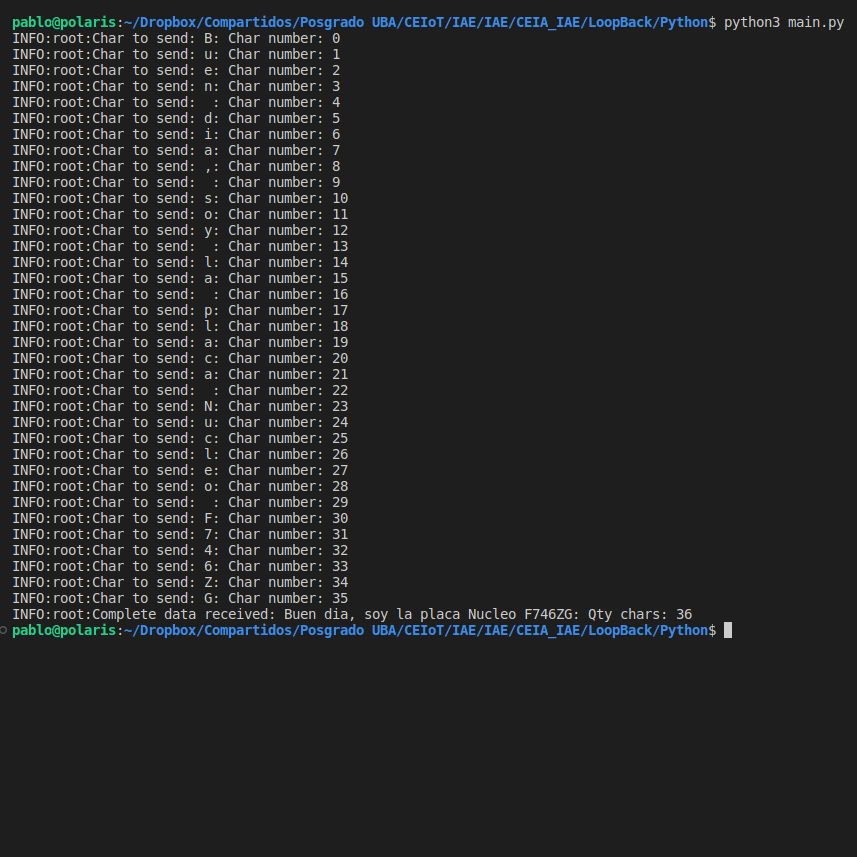 pablo@polaris:~/Dropbox/Compartidos/Posgrado UBA/CEIoT/IAE/IAE/CEIA_IAE/LoopBack/Python$ python3 main.py
INFO:root:Char to send: B: Char number: 0
INFO:root:Char to send: u: Char number: 1
INFO:root:Char to send: e: Char number: 2
INFO:root:Char to send: n: Char number: 3
INFO:root:Char to send:  : Char number: 4
INFO:root:Char to send: d: Char number: 5
INFO:root:Char to send: i: Char number: 6
INFO:root:Char to send: a: Char number: 7
INFO:root:Char to send: ,: Char number: 8
INFO:root:Char to send:  : Char number: 9
INFO:root:Char to send: s: Char number: 10
INFO:root:Char to send: o: Char number: 11
INFO:root:Char to send: y: Char number: 12
INFO:root:Char to send:  : Char number: 13
INFO:root:Char to send: l: Char number: 14
INFO:root:Char to send: a: Char number: 15
INFO:root:Char to send:  : Char number: 16
INFO:root:Char to send: p: Char number: 17
INFO:root:Char to send: l: Char number: 18
INFO:root:Char to send: a: Char number: 19
INFO:root:Char to send: c: Char number: 20
INFO:root:Char to send: a: Char number: 21
INFO:root:Char to send:  : Char number: 22
INFO:root:Char to send: N: Char number: 23
INFO:root:Char to send: u: Char number: 24
INFO:root:Char to send: c: Char number: 25
INFO:root:Char to send: l: Char number: 26
INFO:root:Char to send: e: Char number: 27
INFO:root:Char to send: o: Char number: 28
INFO:root:Char to send:  : Char number: 29
INFO:root:Char to send: F: Char number: 30
INFO:root:Char to send: 7: Char number: 31
INFO:root:Char to send: 4: Char number: 32
INFO:root:Char to send: 6: Char number: 33
INFO:root:Char to send: Z: Char number: 34
INFO:root:Char to send: G: Char number: 35
INFO:root:Complete data received: Buen dia, soy la placa Nucleo F746ZG: Qty chars: 36
pablo@polaris:~/Dropbox/Compartidos/Posgrado UBA/CEIoT/IAE/IAE/CEIA_IAE/LoopBack/Python$